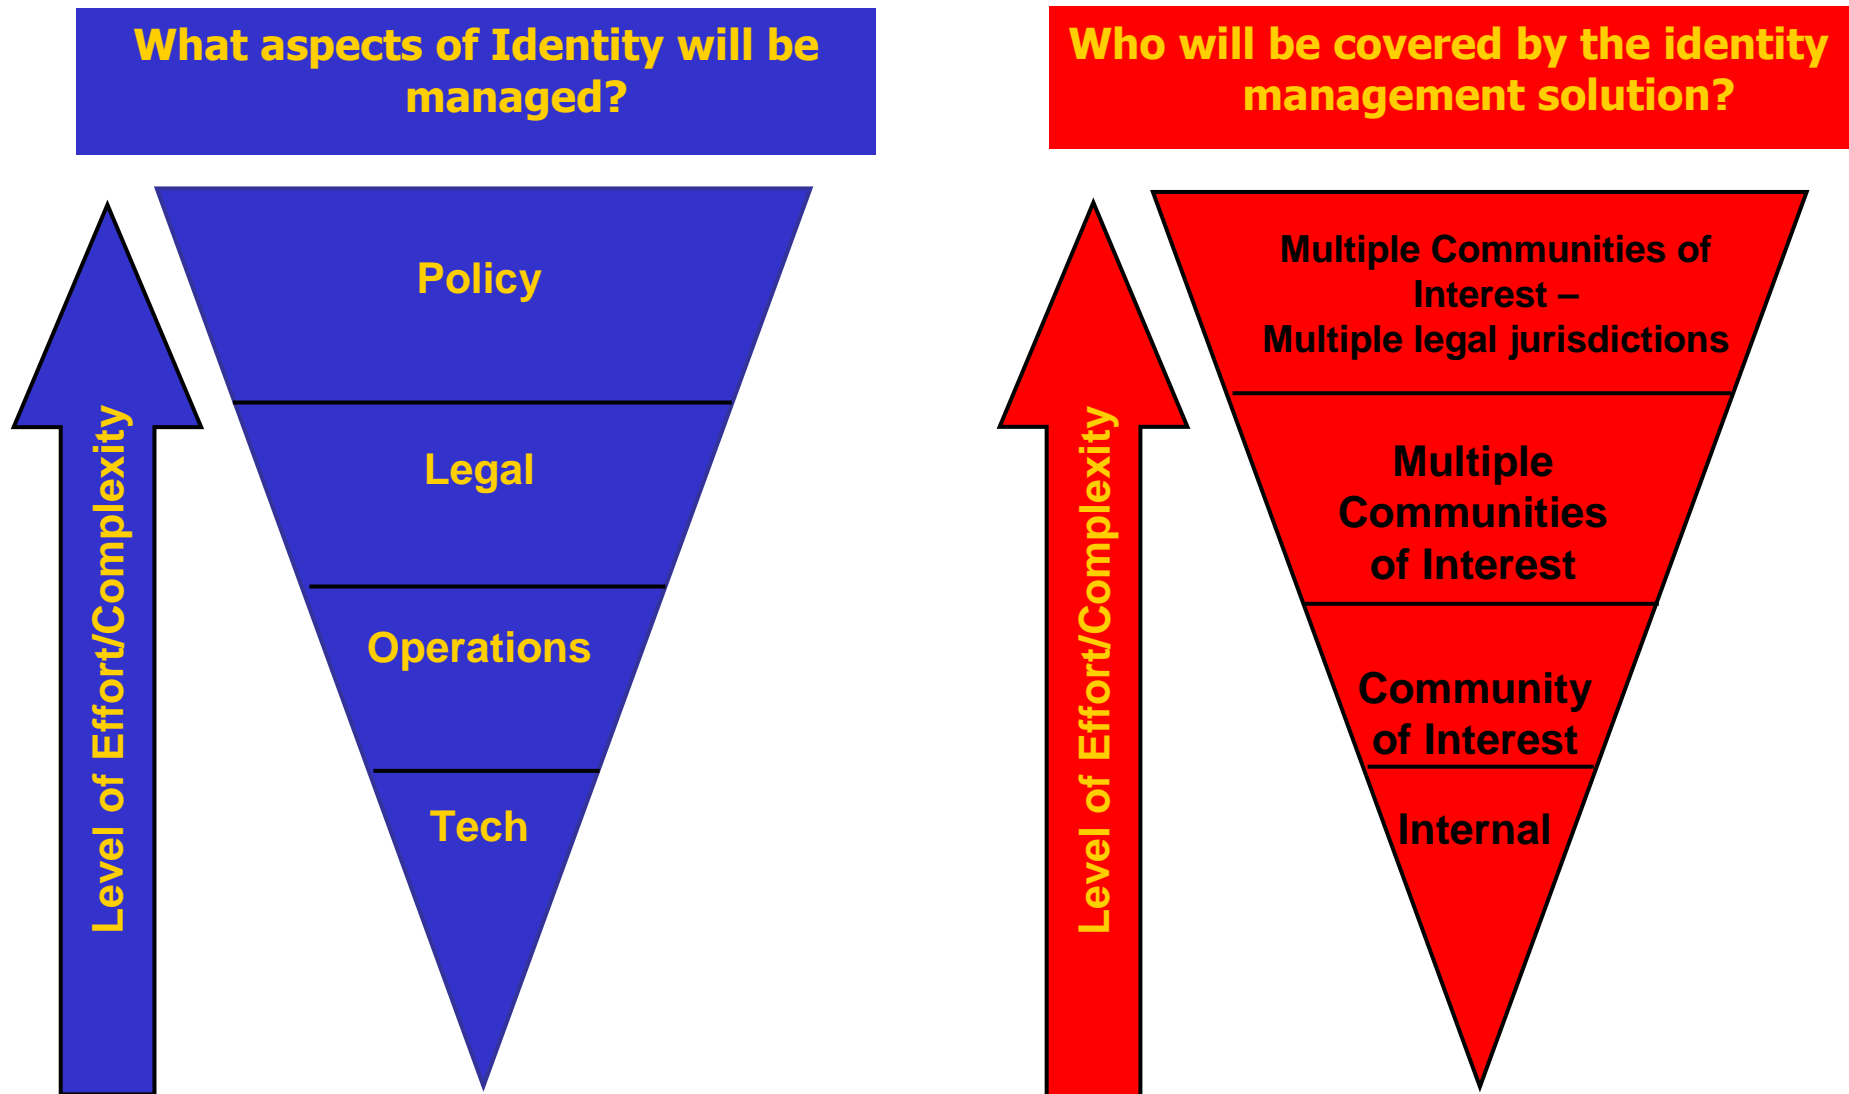 What aspects of Identity will be
managed?
Level of Effort/Complexity
Policy
Legal
Operations
Tech
Who will be covered by the identity
management solution?
Level of Effort/Complexity
Multiple Communities of
Interest –
Multiple legal jurisdictions
Multiple
Communities
of Interest
Community
of Interest
Internal